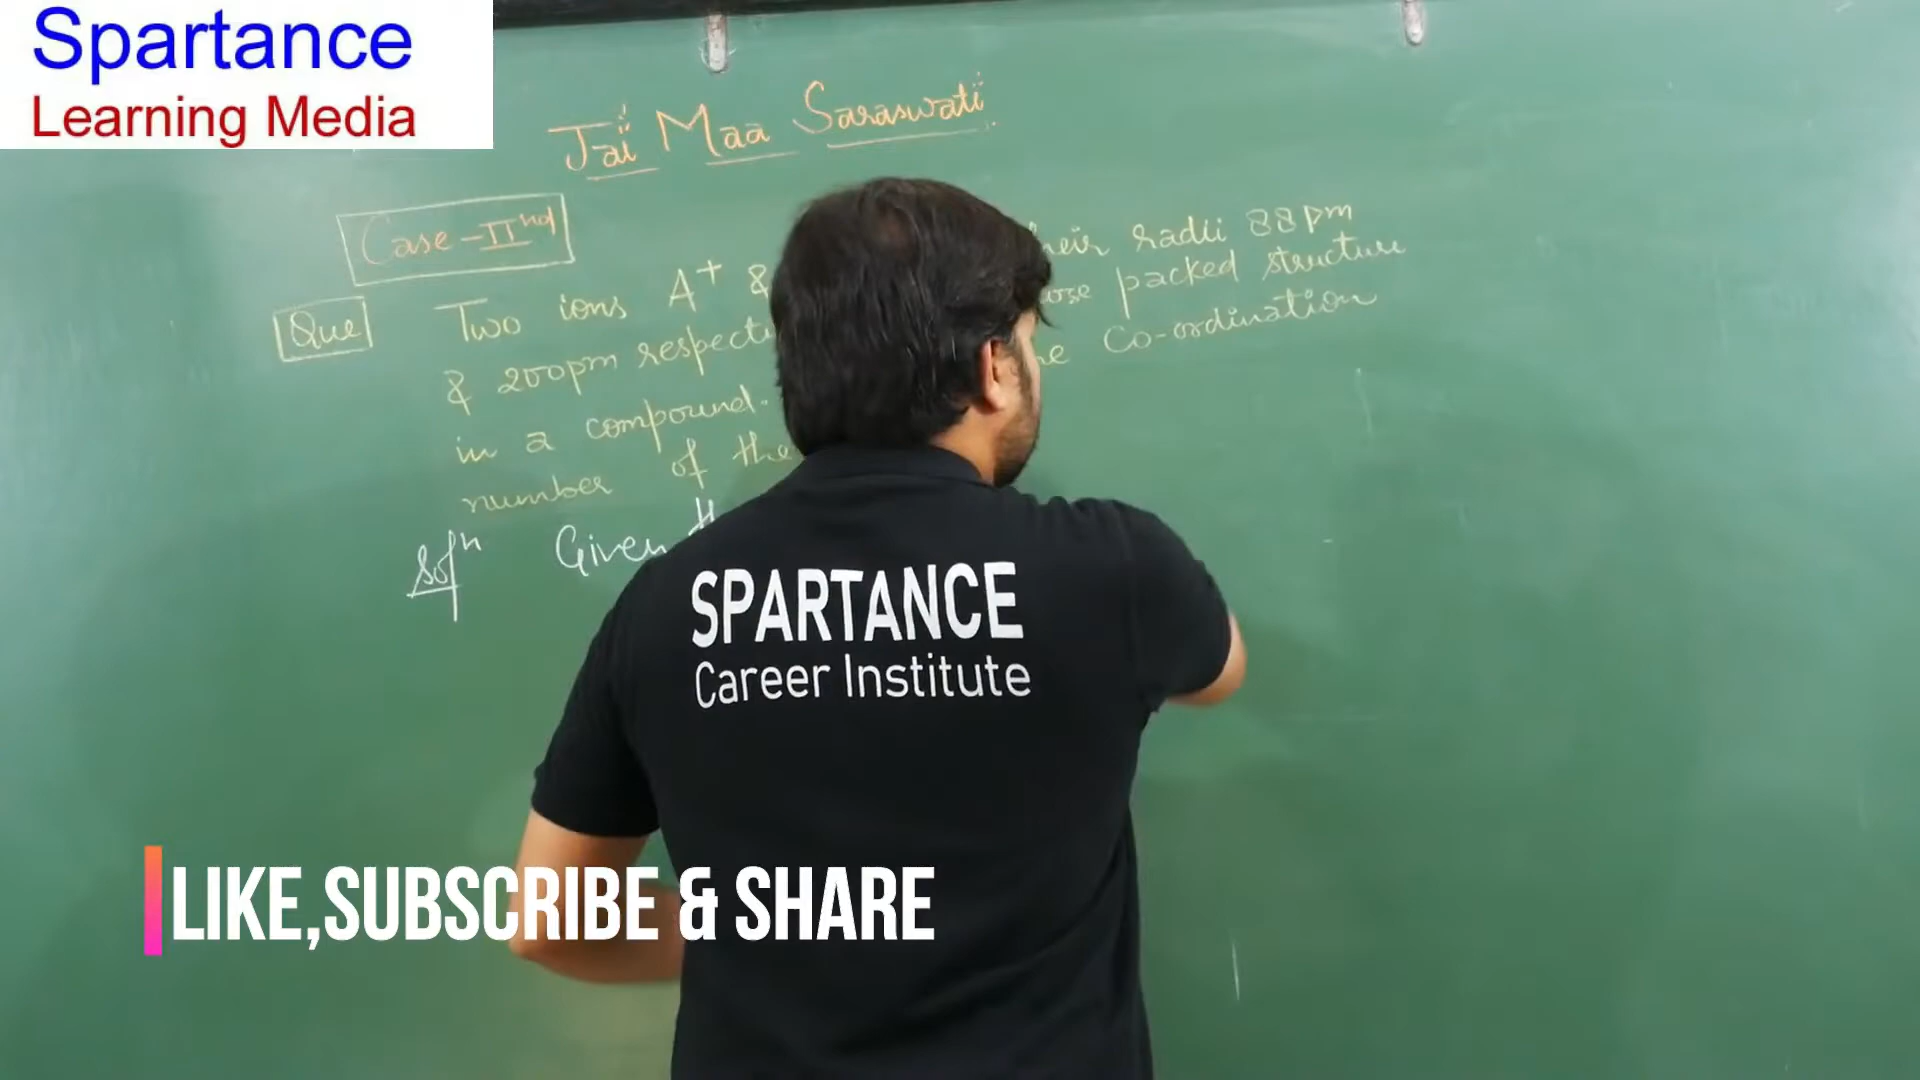 Spartance
Learning Media
Jai Maa Saraswati
Case-IInd
Que Two ions A+ & their radii 88pm
& 200pm packed structure
in a compound. Co-ordination
number of the
Soln Given
SPARTANCE
Career Institute
LIKE,SUBSCRIBE & SHARE